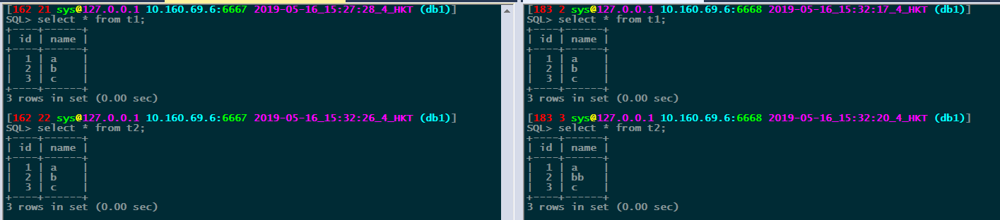 [162 21 sys@127.0.0.1 10.160.69.6:6667 2019-05-16_15:27:28_4_HKT (db1)]
SQL> select * from t1;
+----+------+
| id | name |
+----+------+
|  1 | a    |
|  2 | b    |
|  3 | c    |
+----+------+
3 rows in set (0.00 sec)
[162 22 sys@127.0.0.1 10.160.69.6:6667 2019-05-16_15:32:26_4_HKT (db1)]
SQL> select * from t2;
+----+------+
| id | name |
+----+------+
|  1 | a    |
|  2 | b    |
|  3 | c    |
+----+------+
3 rows in set (0.00 sec)
[183 2 sys@127.0.0.1 10.160.69.6:6668 2019-05-16_15:32:17_4_HKT (db1)]
SQL> select * from t1;
+----+------+
| id | name |
+----+------+
|  1 | a    |
|  2 | b    |
|  3 | c    |
+----+------+
3 rows in set (0.00 sec)
[183 3 sys@127.0.0.1 10.160.69.6:6668 2019-05-16_15:32:20_4_HKT (db1)]
SQL> select * from t2;
+----+------+
| id | name |
+----+------+
|  1 | a    |
|  2 | bb   |
|  3 | c    |
+----+------+
3 rows in set (0.00 sec)